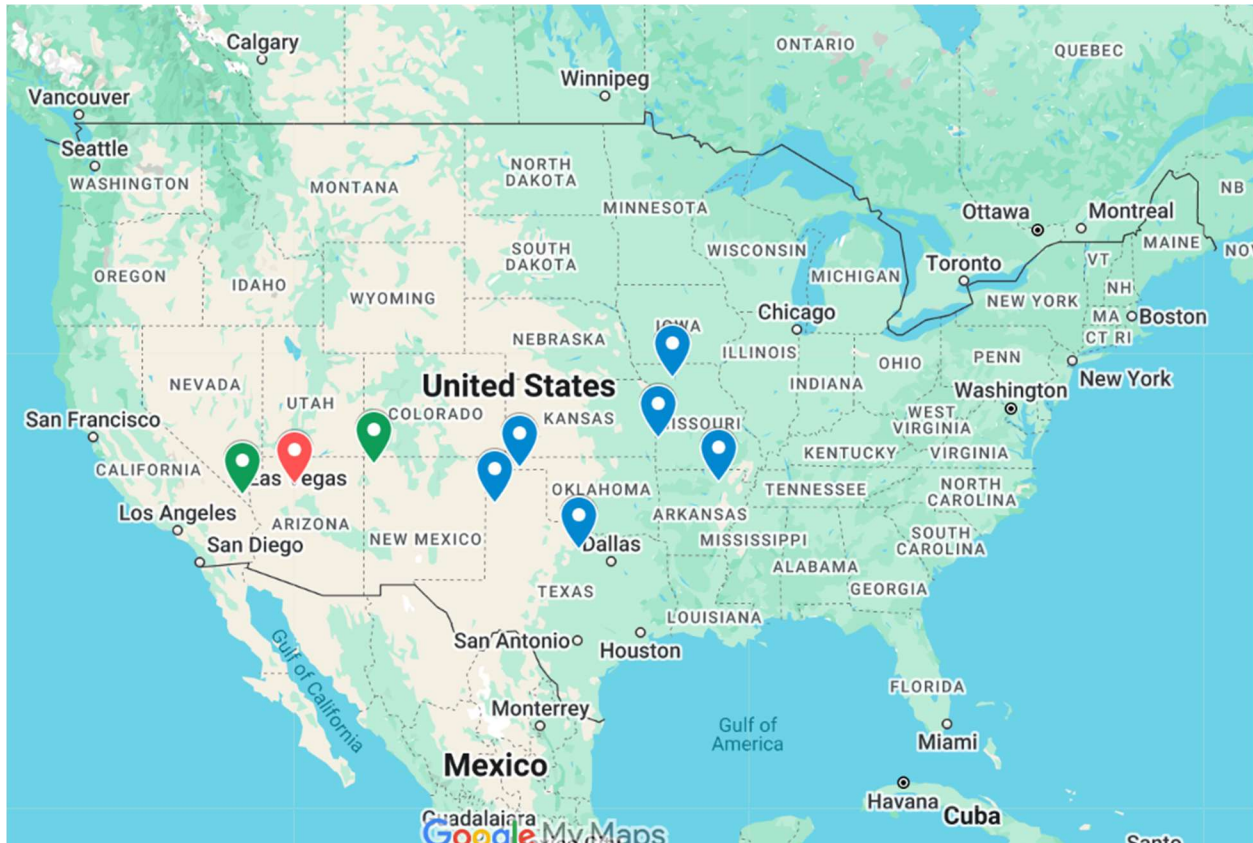 Calgary
Winnipeg
ONTARIO
QUEBEC
Vancouver
Seattle
WASHINGTON
MONTANA
NORTH
DAKOTA
MINNESOTA
Ottawa
Montreal
NB
MAINE
OREGON
IDAHO
WYOMING
SOUTH
DAKOTA
WISCONSIN
MICHIGAN
Toronto
VT
NEW YORK
NH
NOV
MA
Boston
CT RI
NEBRASKA
IOWA
Chicago
ILLINOIS
INDIANA
OHIO
PENN
New York
NEVADA
UTAH
COLORADO
United States
KANSAS
MISSOURI
Washington
WEST
VIRGINIA
VIRGINIA
KENTUCKY
San Francisco
CALIFORNIA
Las Vegas
Los Angeles
ARIZONA
NEW MEXICO
OKLAHOMA
ARKANSAS
TENNESSEE
NORTH
CAROLINA
San Diego
Dallas
MISSISSIPPI
SOUTH
CAROLINA
ALABAMA
GEORGIA
TEXAS
LOUISIANA
San Antonio
Houston
Gulf of California
Monterrey
FLORIDA
Gulf of
America
Miami
Mexico
Havana
Cuba
Guadalajara
Google My Maps
Santo